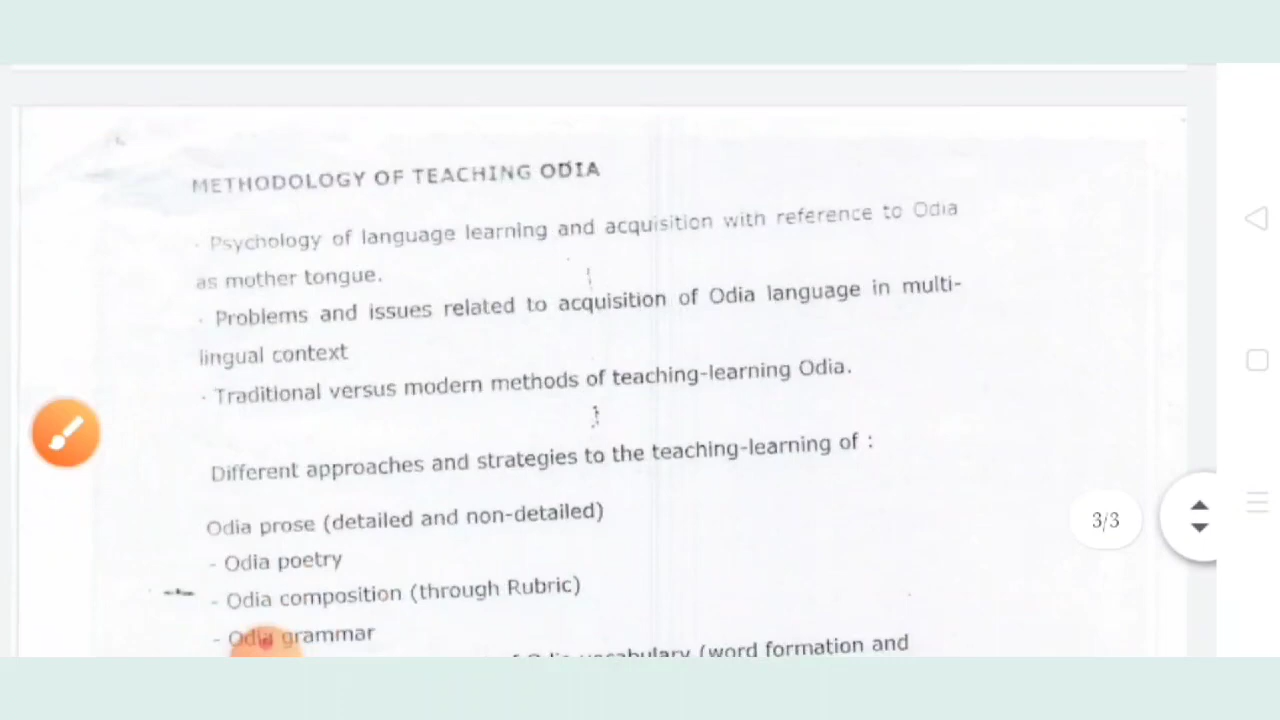 METHODOLOGY OF TEACHING ODIA
· Psychology of language learning and acquisition with reference to Odia
as mother tongue.
· Problems and issues related to acquisition of Odia language in multi-
lingual context
· Traditional versus modern methods of teaching-learning Odia.
Different approaches and strategies to the teaching-learning of :
Odia prose (detailed and non-detailed)
- Odia poetry
- Odia composition (through Rubric)
- Odia grammar
of Odia vocabulary (word formation and
3/3